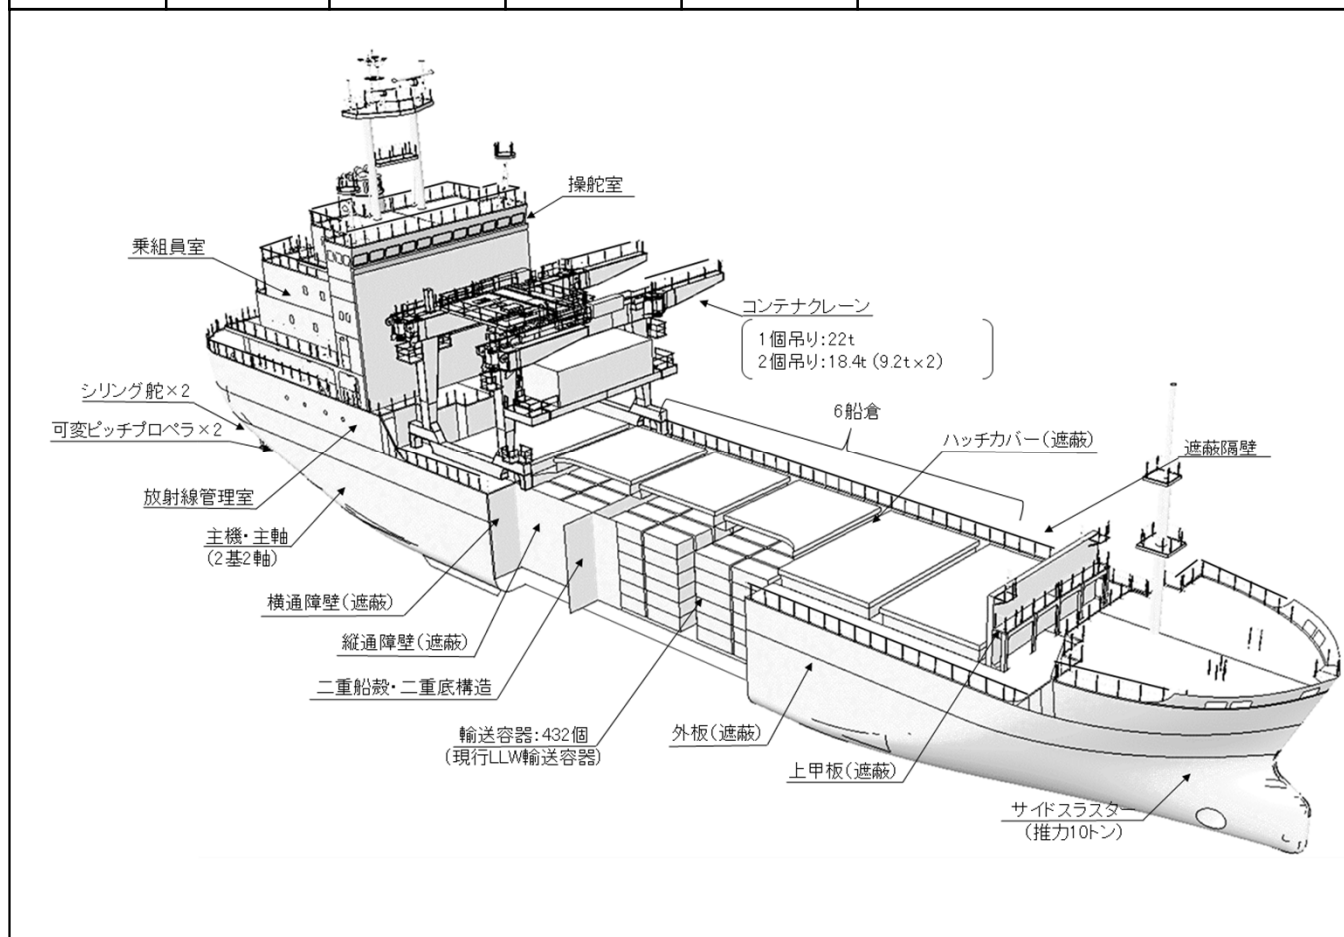 操舵室
乗組員室
コンテナクレーン
1個吊り:22t
2個吊り:18.4t(9.2t×2)
シリング舵×2
可変ピッチプロペラ×2
6船倉
ハッチカバー(遮蔽)
遮蔽隔壁
放射線管理室
主機・主軸
(2基2軸)
横通障壁(遮蔽)
縦通障壁(遮蔽)
二重船殻・二重底構造
輸送容器:432個
(現行LLW輸送容器)
外板(遮蔽)
上甲板(遮蔽)
サイドスラスター
(推力10トン)